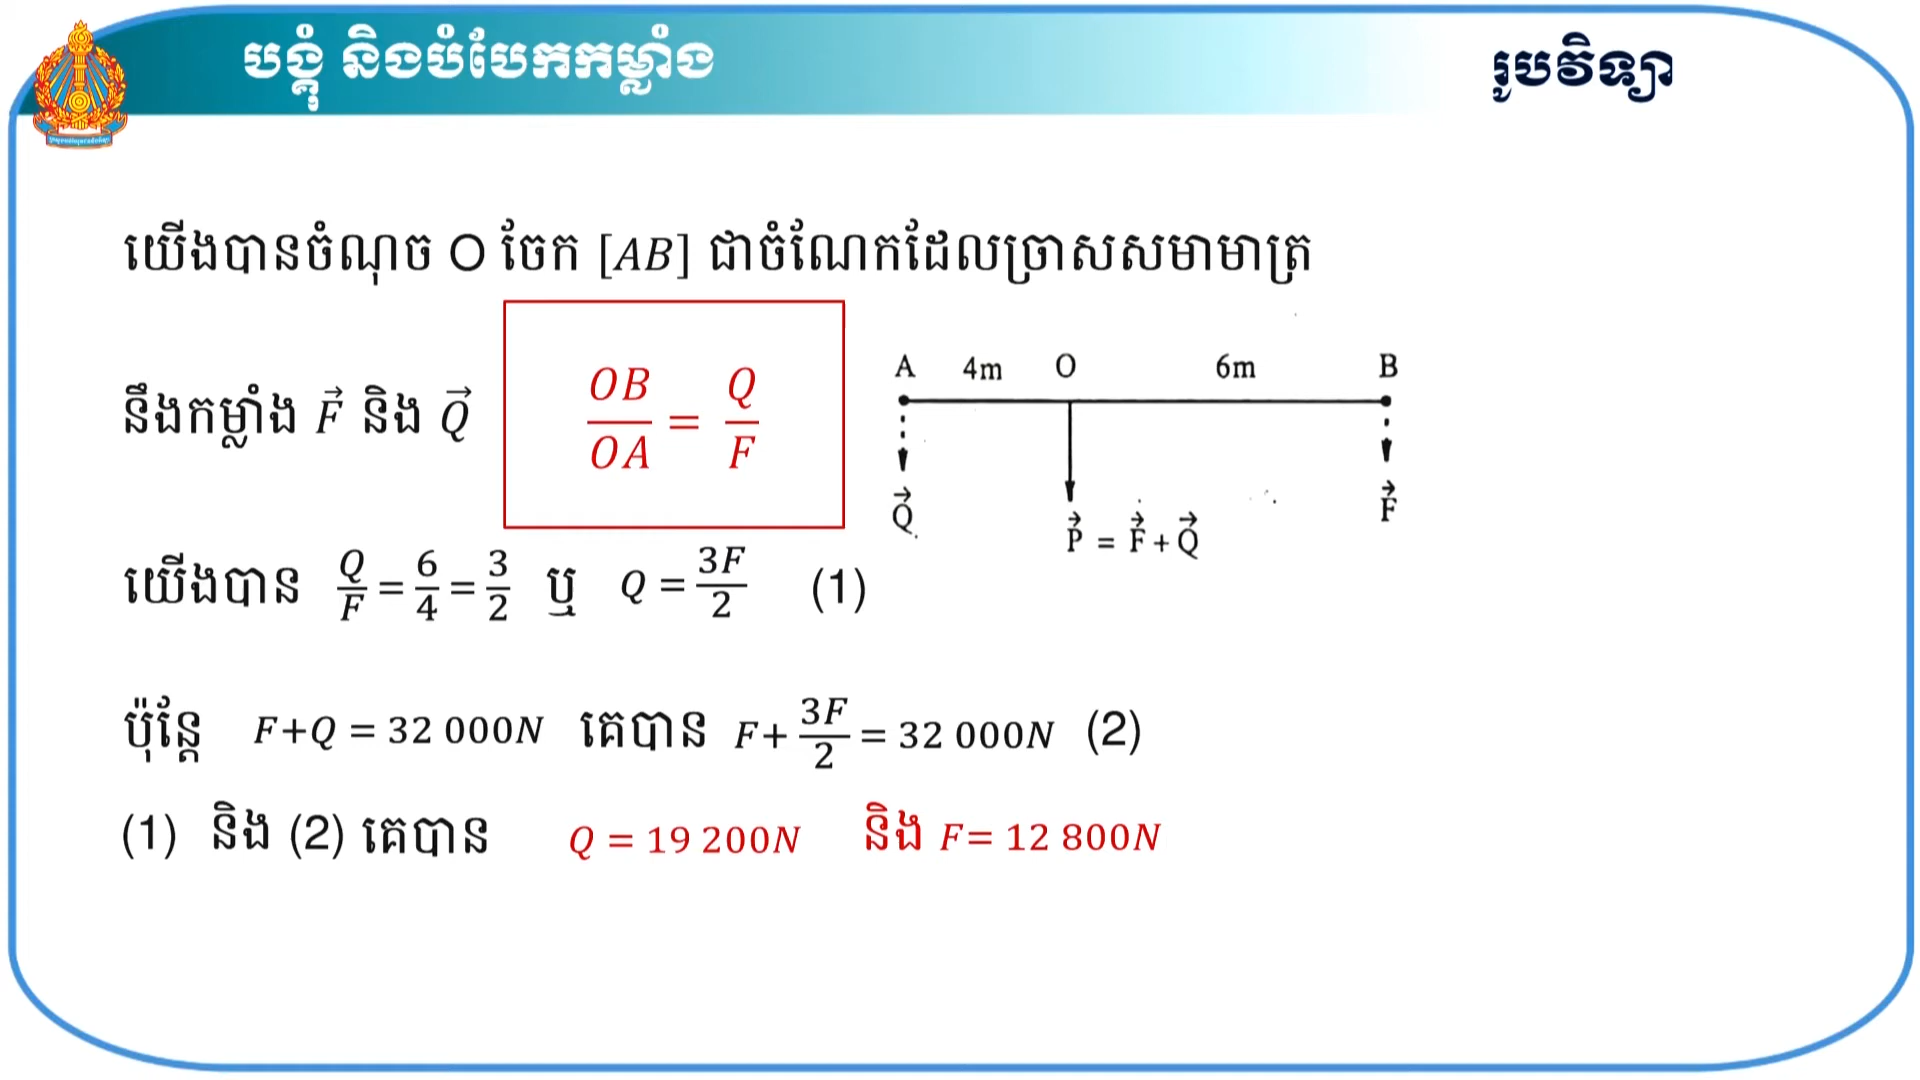 បង្គុំ និងបំបែកកម្លាំង
រូបវិទ្យា
យើងបានចំណុច O ចែក [AB] ជាចំណែកដែលច្រាសសមាមាត្រ
នឹងកម្លាំង F⃗ និង Q⃗
OB/OA = Q/F
A 4m O 6m B
Q⃗
F⃗
P⃗ = F⃗ + Q⃗
យើងបាន Q/F = 6/4 = 3/2 ឬ Q = 3F/2 (1)
ប៉ុន្តែ F+Q = 32 000N គេបាន F+ 3F/2 = 32 000N (2)
(1) និង (2) គេបាន Q = 19 200N និង F= 12 800N